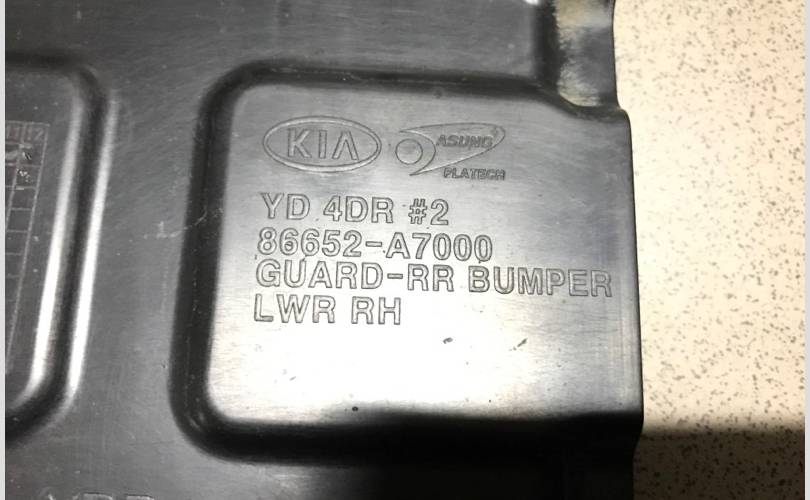 KIA
ASUNG
PLATECH
YD 4DR #2
86652-A7000
GUARD-RR BUMPER
LWR RH